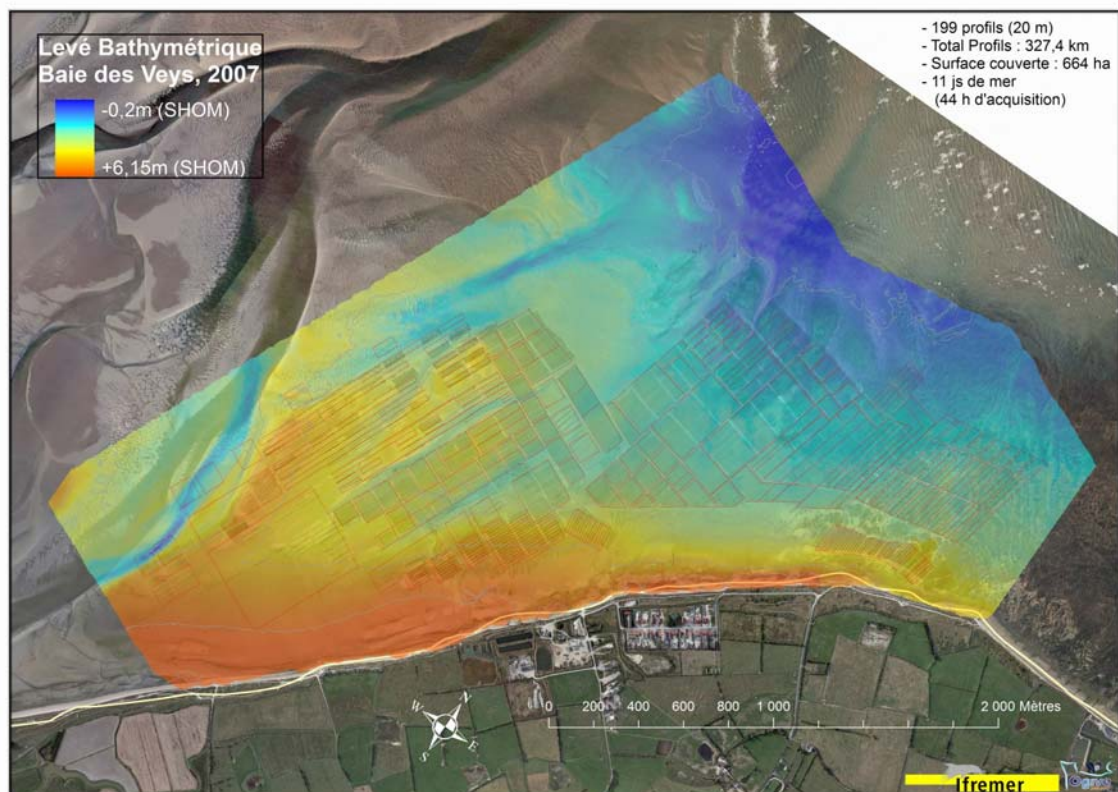 Levé Bathymétrique
Baie des Veys, 2007
-0,2m (SHOM)
+6,15m (SHOM)
- 199 profils (20 m)
- Total Profils : 327,4 km
- Surface couverte : 664 ha
- 11 js de mer
(44 h d'acquisition)
N
W
E
S
0 200 400 600 800 1 000 2 000 Mètres
Ifremer